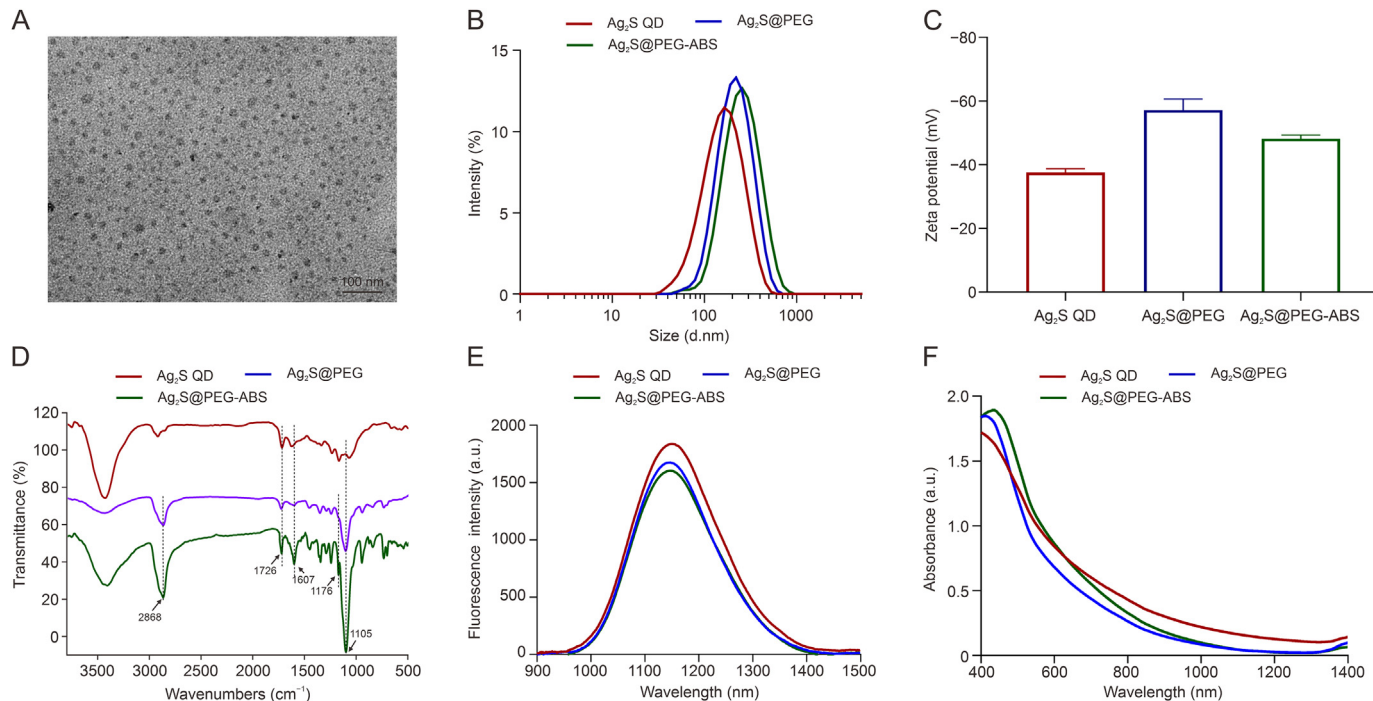 A
100 nm
B
Ag₂S QD
Ag₂S@PEG
Ag₂S@PEG-ABS
15
10
5
0
Intensity (%)
1
10
100
1000
Size (d.nm)
C
−80
−60
−40
−20
0
Zeta potential (mV)
Ag₂S QD
Ag₂S@PEG
Ag₂S@PEG-ABS
D
Ag₂S QD
Ag₂S@PEG
Ag₂S@PEG-ABS
120
100
80
60
40
20
0
Transmittance (%)
2868
1726
1607
1176
1105
3500
3000
2500
2000
1500
1000
500
Wavenumbers (cm⁻¹)
E
Ag₂S QD
Ag₂S@PEG
Ag₂S@PEG-ABS
2000
1500
1000
500
0
Fluorescence intensity (a.u.)
900
1000
1100
1200
1300
1400
1500
Wavelength (nm)
F
Ag₂S QD
Ag₂S@PEG
Ag₂S@PEG-ABS
2.0
1.5
1.0
0.5
0
Absorbance (a.u.)
400
600
800
1000
1200
1400
Wavelength (nm)